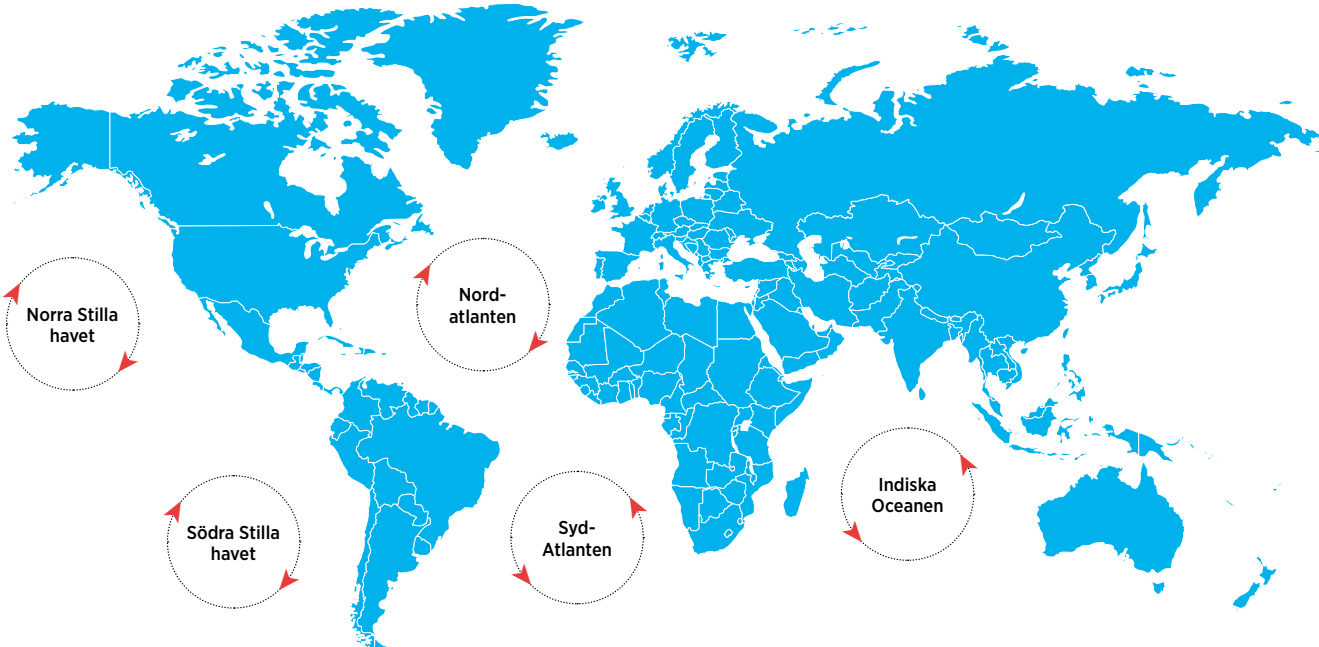 Norra Stilla
havet
Nord-
atlanten
Södra Stilla
havet
Syd-
Atlanten
Indiska
Oceanen